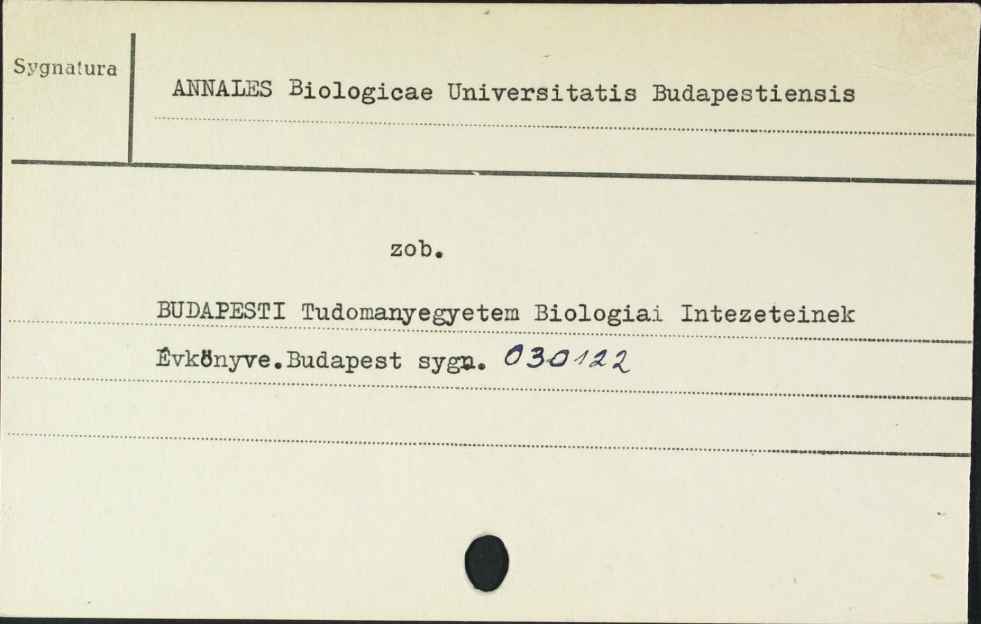 Sygnatura
ANNALES Biologicae Universitatis Budapestiensis
zob.
BUDAPESTI Tudomanyegyetem Biologiai Intezeteinek
Évkönyve.Budapest sygn. 030122